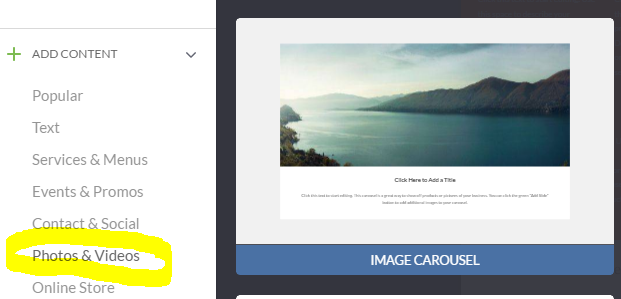 ADD CONTENT
Popular
Text
Services & Menus
Events & Promos
Contact & Social
Photos & Videos
Online Store
Click Here to Add a Title
Click this text to start editing. This carousel is a great way to showcase products or pictures of your business. You can click the green "Add Slide"
button to add additional images to your carousel.
IMAGE CAROUSEL